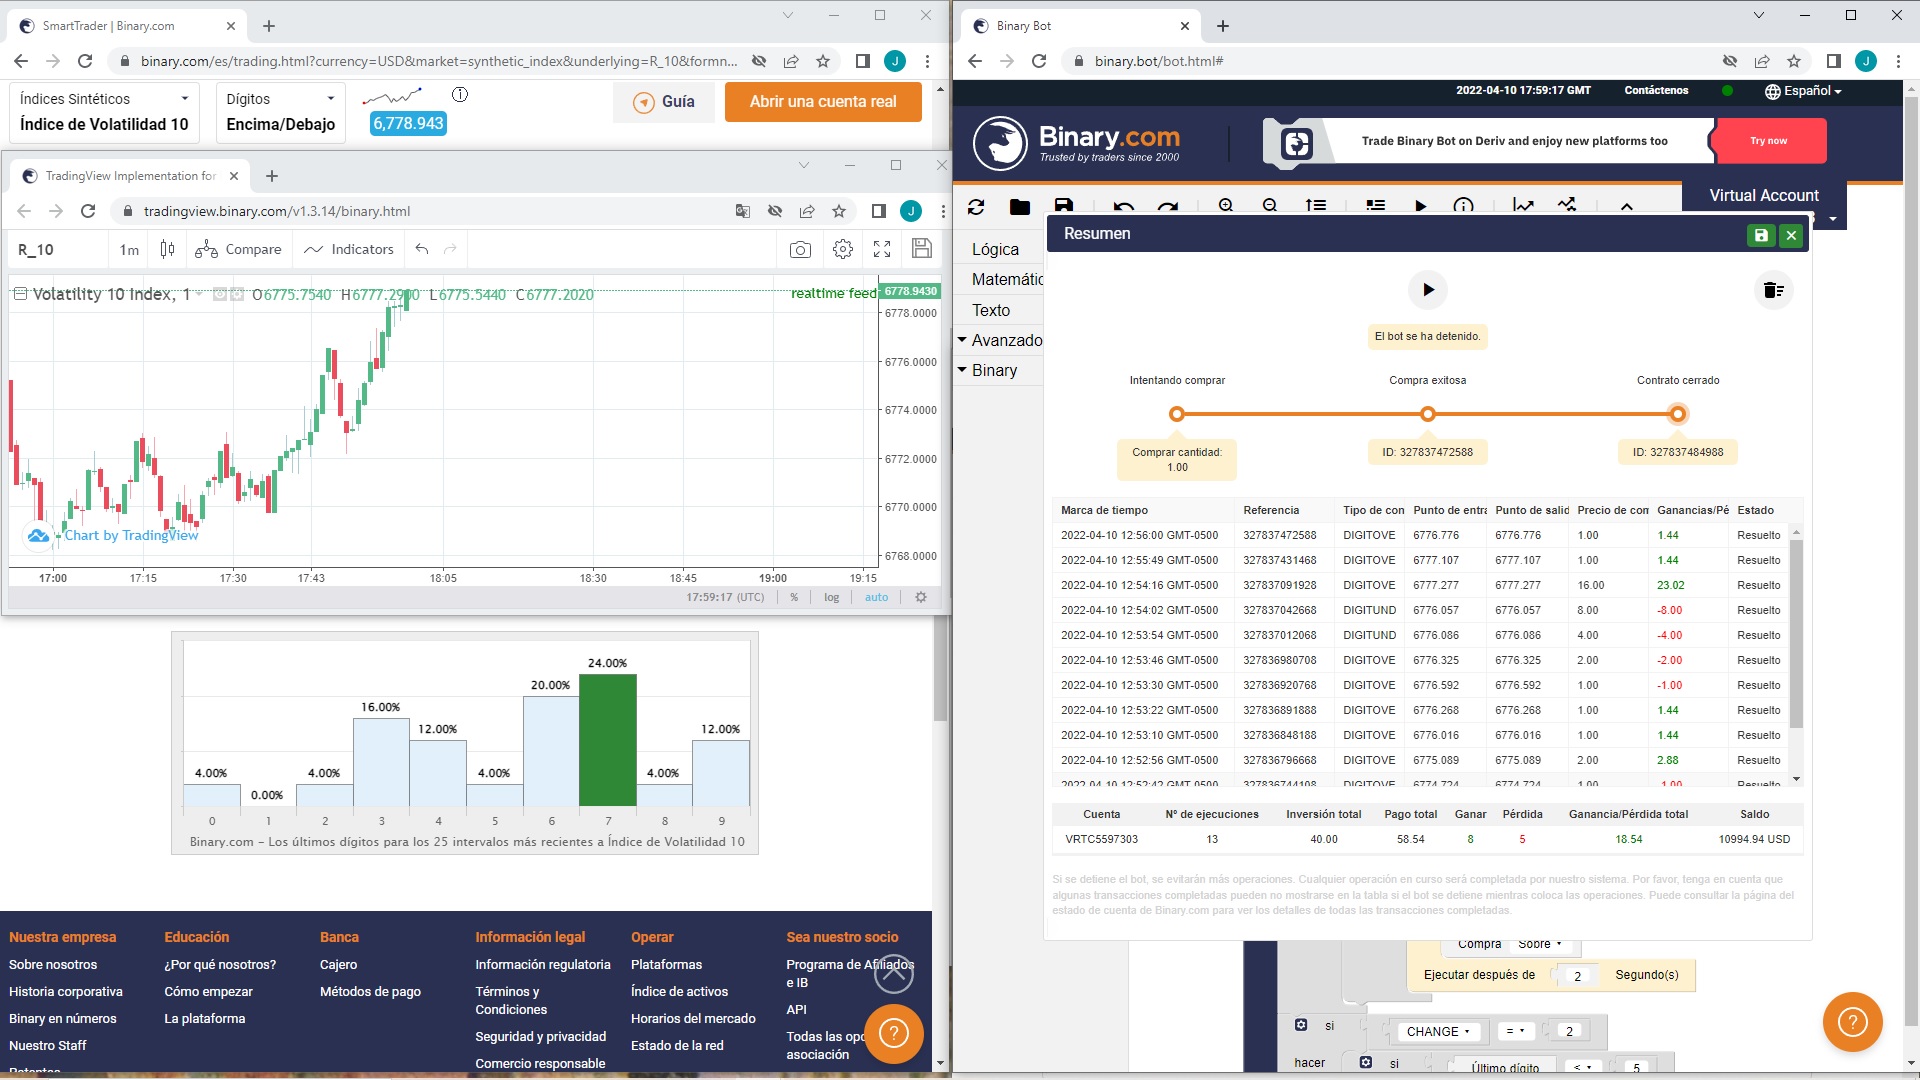 SmartTrader | Binary.com
binary.com/es/trading.html?currency=USD&market=synthetic_index&underlying=R_10&formn...
Índices Sintéticos
Índice de Volatilidad 10
Dígitos
Encima/Debajo
6,778.943
Guía
Abrir una cuenta real
TradingView Implementation for
tradingview.binary.com/v1.3.14/binary.html
R_10
1m
Compare
Indicators
Volatility 10 Index, 1
O6775.7540 H6777.2900 L6775.5440 C6777.2020
realtime feed
6778.9430
6778.0000
6776.0000
6774.0000
6772.0000
6770.0000
6768.0000
Chart by TradingView
17:00 17:15 17:30 17:43 18:05 18:30 18:45 19:00 19:15
17:59:17 (UTC) % log auto
24.00%
20.00%
16.00%
12.00%
12.00%
4.00%
4.00%
4.00%
4.00%
0.00%
0 1 2 3 4 5 6 7 8 9
Binary.com – Los últimos dígitos para los 25 intervalos más recientes a Índice de Volatilidad 10
Nuestra empresa
Sobre nosotros
Historia corporativa
Binary en números
Nuestro Staff
Patentes
Educación
¿Por qué nosotros?
Cómo empezar
La plataforma
Banca
Cajero
Métodos de pago
Información legal
Información regulatoria
Términos y
Condiciones
Seguridad y privacidad
Comercio responsable
Operar
Plataformas
Índice de activos
Horarios del mercado
Estado de la red
Sea nuestro socio
Programa de Afiliados
e IB
API
Todas las opc
asociación
Binary Bot
binary.bot/bot.html#
2022-04-10 17:59:17 GMT
Contáctenos
Español
Binary.com
Trusted by traders since 2000
Trade Binary Bot on Deriv and enjoy new platforms too
Try now
Virtual Account
Lógica
Matemátic
Texto
Avanzado
Binary
Resumen
El bot se ha detenido.
Intentando comprar
Compra exitosa
Contrato cerrado
Comprar cantidad:
1.00
ID: 327837472588
ID: 327837484988
Marca de tiempo Referencia Tipo de con Punto de entra Punto de salid Precio de com Ganancias/Pé Estado
2022-04-10 12:56:00 GMT-0500 327837472588 DIGITOVE 6776.776 6776.776 1.00 1.44 Resuelto
2022-04-10 12:55:49 GMT-0500 327837431468 DIGITOVE 6777.107 6777.107 1.00 1.44 Resuelto
2022-04-10 12:54:16 GMT-0500 327837091928 DIGITOVE 6777.277 6777.277 16.00 23.02 Resuelto
2022-04-10 12:54:02 GMT-0500 327837042668 DIGITUND 6776.057 6776.057 8.00 -8.00 Resuelto
2022-04-10 12:53:54 GMT-0500 327837012068 DIGITUND 6776.086 6776.086 4.00 -4.00 Resuelto
2022-04-10 12:53:46 GMT-0500 327836980708 DIGITOVE 6776.325 6776.325 2.00 -2.00 Resuelto
2022-04-10 12:53:30 GMT-0500 327836920768 DIGITOVE 6776.592 6776.592 1.00 -1.00 Resuelto
2022-04-10 12:53:22 GMT-0500 327836891888 DIGITOVE 6776.268 6776.268 1.00 1.44 Resuelto
2022-04-10 12:53:10 GMT-0500 327836848188 DIGITOVE 6776.016 6776.016 1.00 1.44 Resuelto
2022-04-10 12:52:56 GMT-0500 327836796668 DIGITOVE 6775.089 6775.089 2.00 2.88 Resuelto
2022-04-10 12:52:42 GMT-0500 327836744108 DIGITOVE 6774.724 6774.724 1.00 -1.00 Resuelto
Cuenta Nº de ejecuciones Inversión total Pago total Ganar Pérdida Ganancia/Pérdida total Saldo
VRTC5597303 13 40.00 58.54 8 5 18.54 10994.94 USD
Si se detiene el bot, se evitarán más operaciones. Cualquier operación en curso será completada por nuestro sistema. Por favor, tenga en cuenta que
algunas transacciones completadas pueden no mostrarse en la tabla si el bot se detiene mientras coloca las operaciones. Puede consultar la página del
estado de cuenta de Binary.com para ver los detalles de todas las transacciones completadas.
Compra Sobre
Ejecutar después de 2 Segundo(s)
si CHANGE = 2
hacer si Último dígito < 5